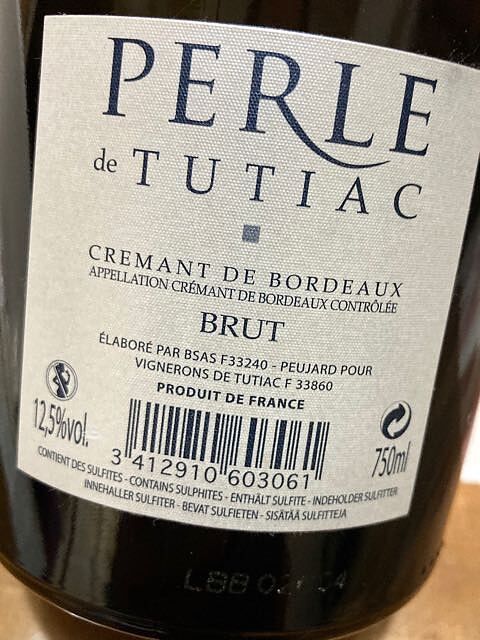 PERLE
de TUTIAC
CREMANT DE BORDEAUX
APPELLATION CRÉMANT DE BORDEAUX CONTRÔLÉE
BRUT
ÉLABORÉ PAR BSAS F33240 - PEUJARD POUR
VIGNERONS DE TUTIAC F 33860
PRODUIT DE FRANCE
12,5%vol.
3 412910 603061
750ml
CONTIENT DES SULFITES - CONTAINS SULPHITES - ENTHÄLT SULFITE - INDEHOLDER SULFITTER
INNEHALLER SULFITER - BEVAT SULFIETEN - SISÄTÄÄ SULFITTEJA